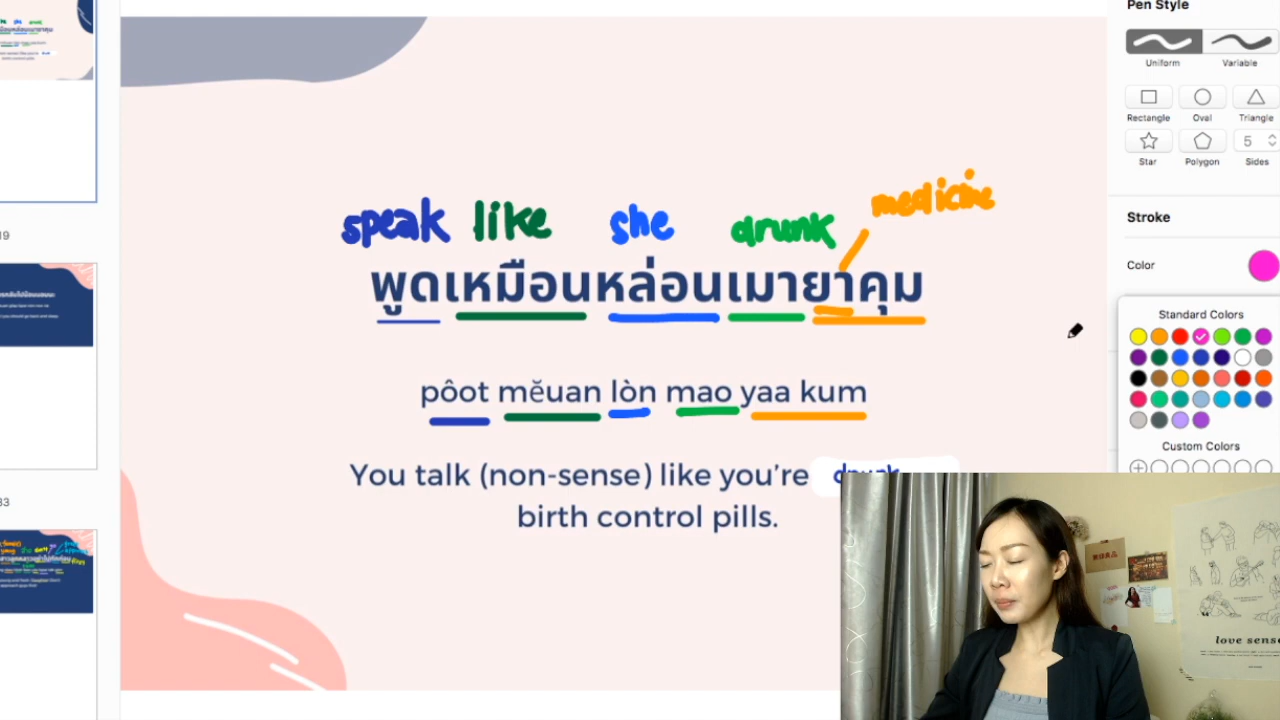 Pen Style
Uniform
Variable
Rectangle
Oval
Triangle
5
Star
Polygon
Sides
Stroke
Color
Standard Colors
Custom Colors
19
33
speak like she drunk medicine
พูดเหมือนหล่อนเมายาคุม
pôot mĕuan lòn mao yaa kum
You talk (non-sense) like you're drunk
birth control pills.
love sense